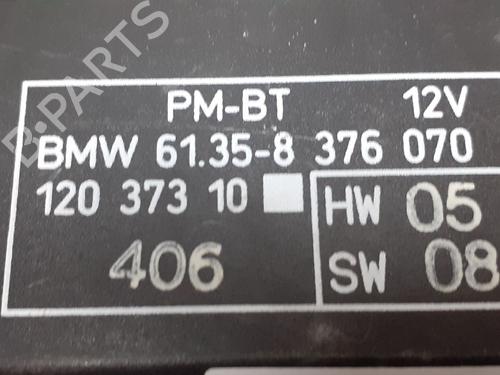 PM-BT 12V
BMW 61.35-8 376 070
120 373 10
HW 05
406
SW 08
B-PARTS